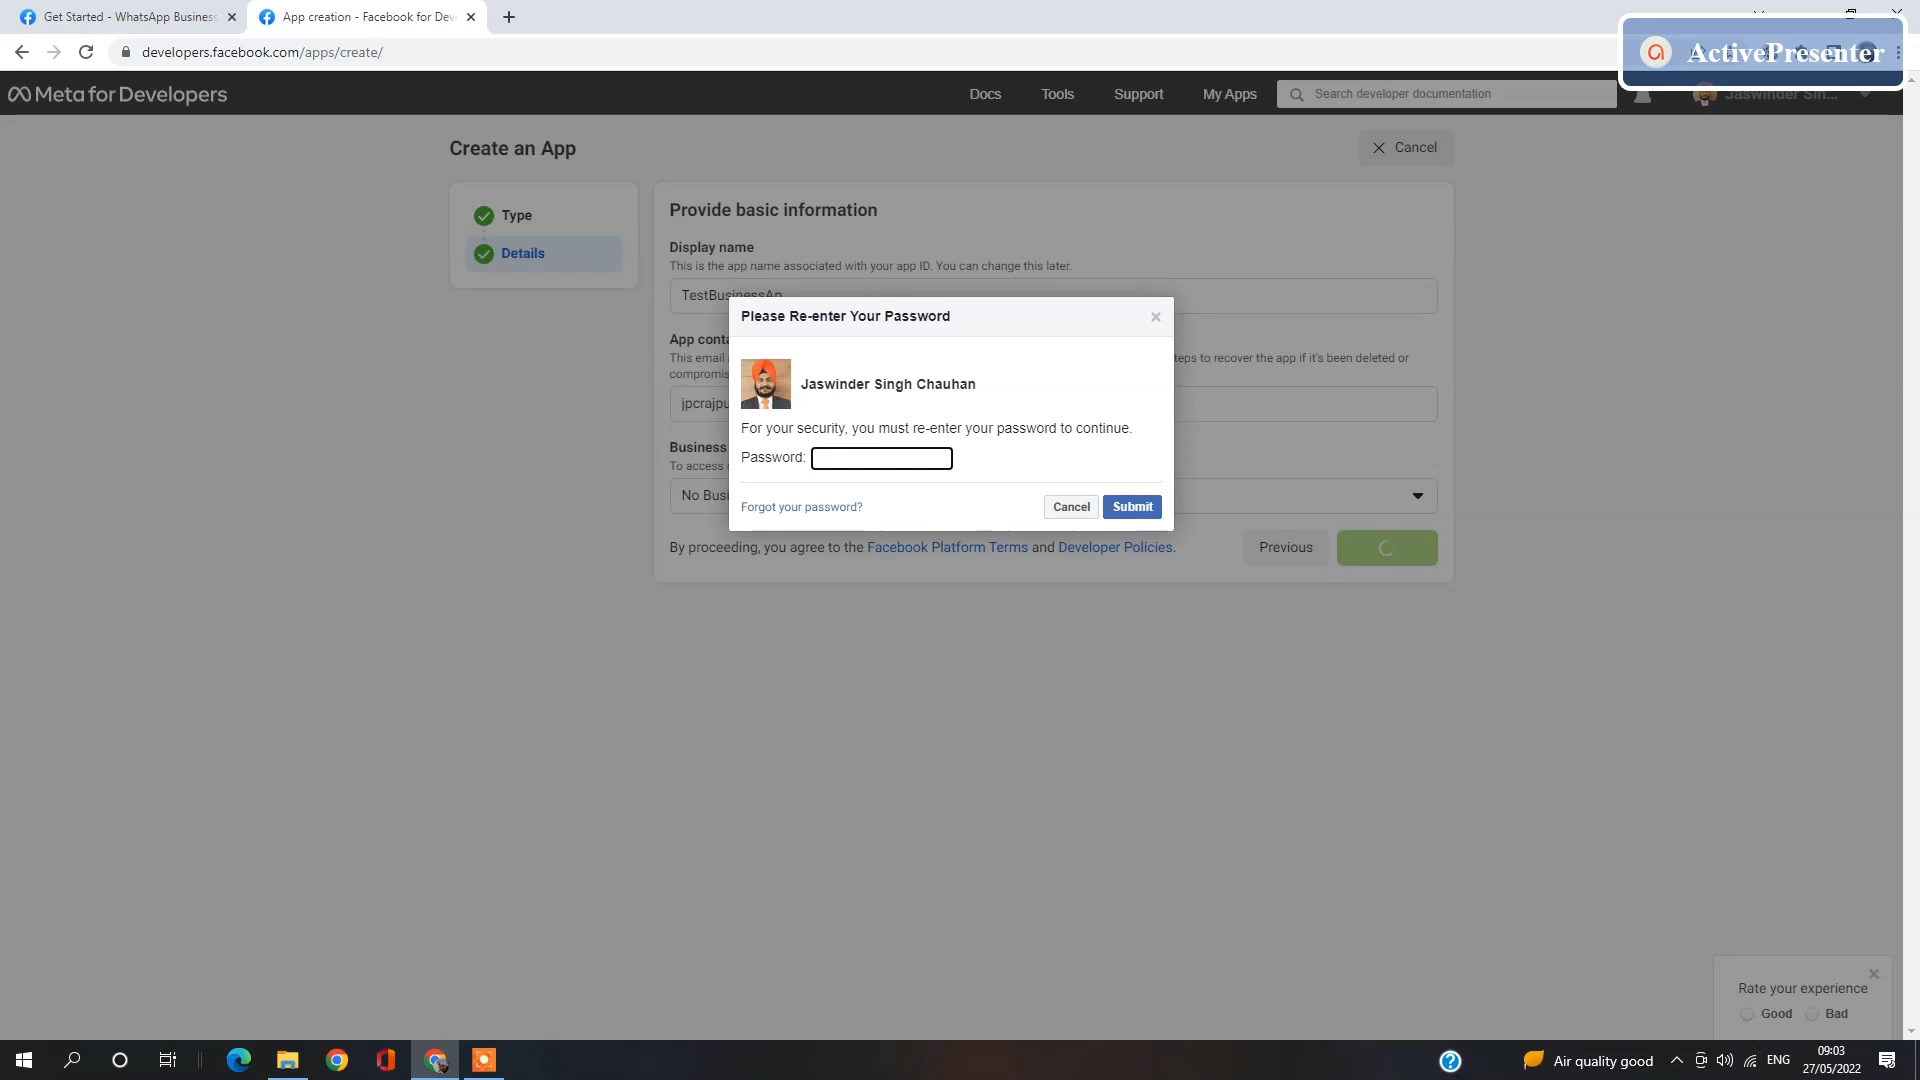 Get Started - WhatsApp Business
App creation - Facebook for Dev
developers.facebook.com/apps/create/
ActivePresenter
Meta for Developers
Docs
Tools
Support
My Apps
Search developer documentation
Jaswinder Sin...
Create an App
Cancel
Type
Details
Provide basic information
Display name
This is the app name associated with your app ID. You can change this later.
TestBusinessAp
Please Re-enter Your Password
App conta
This email
teps to recover the app if it's been deleted or
compromis
Jaswinder Singh Chauhan
jpcrajpu
For your security, you must re-enter your password to continue.
Business
Password:
To access
No Busi
Forgot your password?
Cancel
Submit
By proceeding, you agree to the Facebook Platform Terms and Developer Policies.
Previous
Rate your experience
Good
Bad
Air quality good
ENG
09:03
27/05/2022